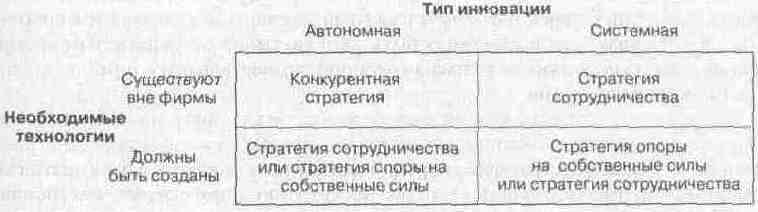 Тип инновации
Автономная Системная
Существуют
вне фирмы
Конкурентная
стратегия
Стратегия
сотрудничества
Необходимые
технологии
Должны
быть созданы
Стратегия сотрудничества
или стратегия опоры на
собственные силы
Стратегия опоры
на собственные силы
или стратегия сотрудничества